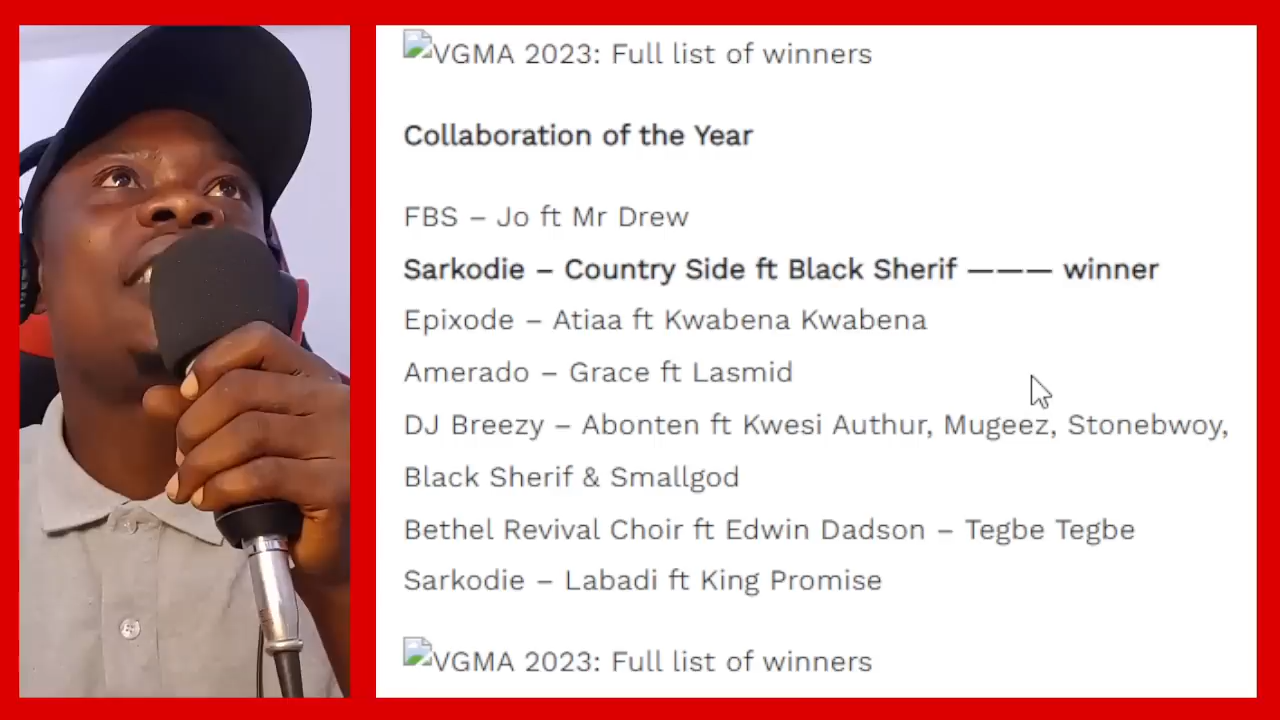 VGMA 2023: Full list of winners
Collaboration of the Year
FBS – Jo ft Mr Drew
Sarkodie – Country Side ft Black Sherif ——— winner
Epixode – Atiaa ft Kwabena Kwabena
Amerado – Grace ft Lasmid
DJ Breezy – Abonten ft Kwesi Authur, Mugeez, Stonebwoy,
Black Sherif & Smallgod
Bethel Revival Choir ft Edwin Dadson – Tegbe Tegbe
Sarkodie – Labadi ft King Promise
VGMA 2023: Full list of winners